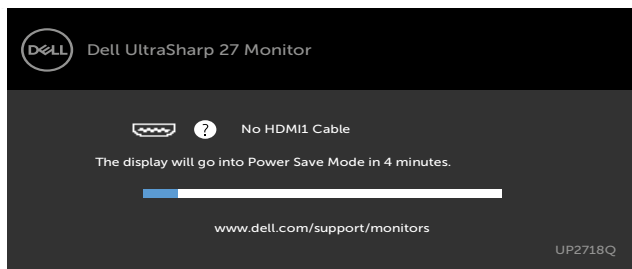 DELL
Dell UltraSharp 27 Monitor
? No HDMI1 Cable
The display will go into Power Save Mode in 4 minutes.
www.dell.com/support/monitors
UP2718Q